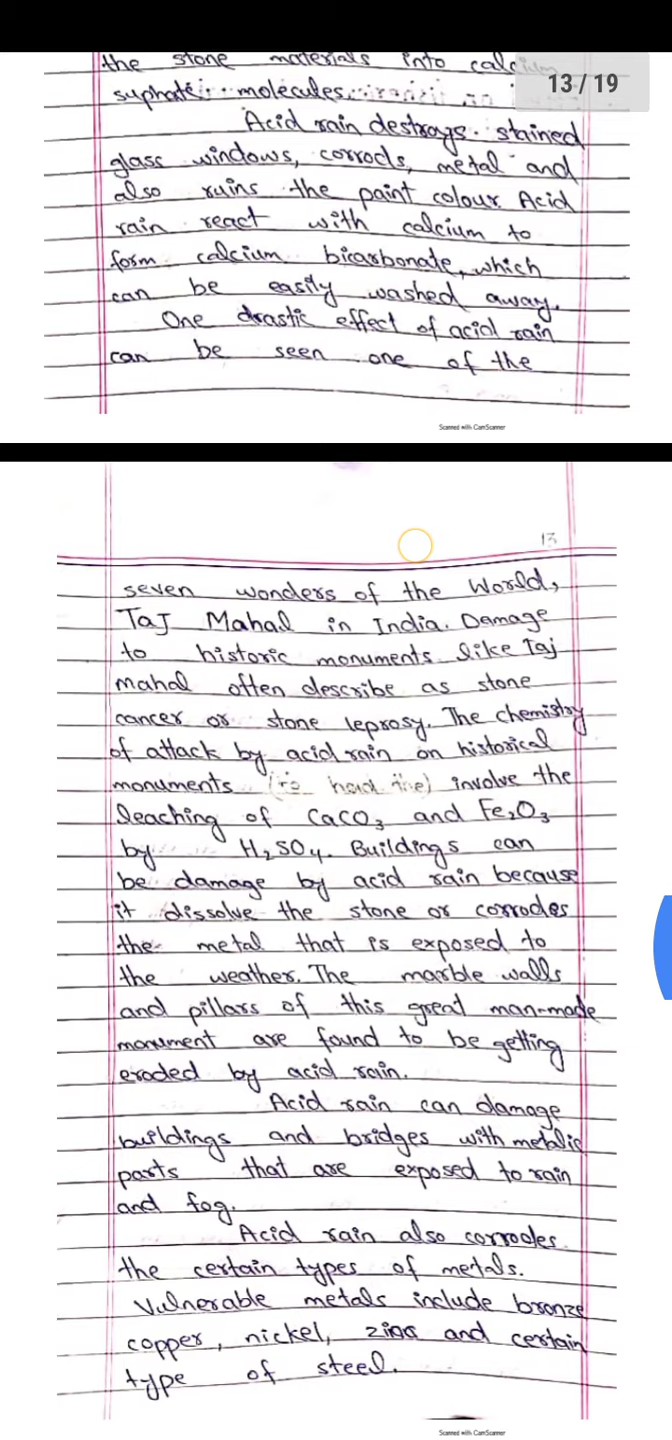 the stone materials into calcium
suphate molecules.
13 / 19
Acid rain destroys stained
glass windows, corrods, metal and
also ruins the paint colour Acid
rain react with calcium to
form calcium bicarbonate, which
can be easily washed away.
One drastic effect of acid rain
can be seen one of the
Scanned with CamScanner
13
seven wonders of the World,
Taj Mahal in India. Damage
to historic monuments like Taj
mahal often describe as stone
cancer or stone leprosy. The chemistry
of attack by acid rain on historical
monuments involve the
leaching of CaCO3 and Fe2O3
by H2SO4. Buildings can
be damage by acid rain because
it dissolve the stone or corrodes
the metal that is exposed to
the weather. The marble walls
and pillars of this great man-made
monument are found to be getting
eroded by acid rain.
Acid rain can damage
buildings and bridges with metalic
parts that are exposed to rain
and fog.
Acid rain also corrodes
the certain types of metals.
Vulnerable metals include bronze
copper, nickel, zinc and certain
type of steel.
Scanned with CamScanner